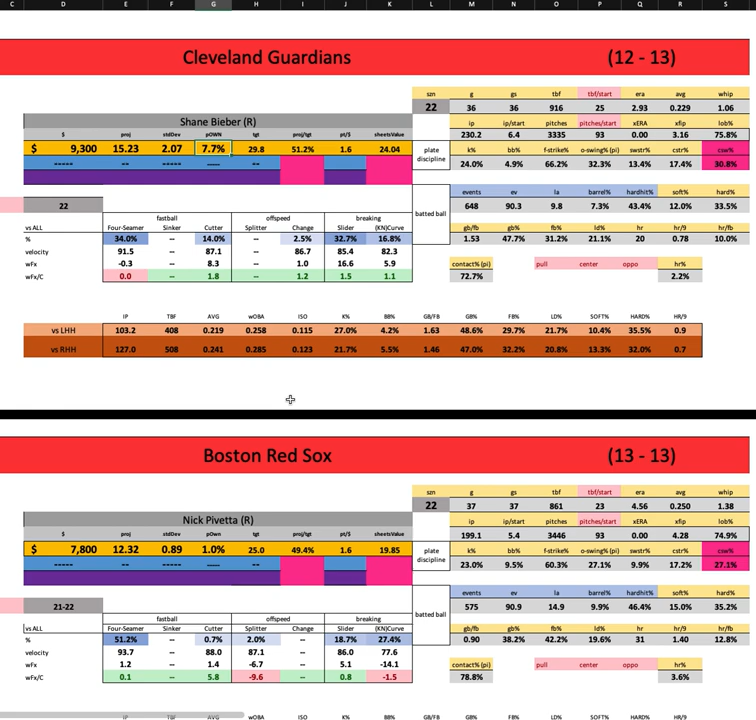 C D E F G H I J K L M N O P Q R S
Cleveland Guardians (12 - 13)
szn g gs tbf tbf/start era avg whip
22 36 36 916 25 2.93 0.229 1.06
Shane Bieber (R) ip ip/start pitches pitches/start xERA xfip lob%
230.2 6.4 3335 93 0.00 3.16 75.8%
$ proj stdDev pOWN tgt proj/tgt pt/$ sheetsValue
$ 9,300 15.23 2.07 7.7% 29.8 51.2% 1.6 24.04
plate discipline k% bb% f-strike% o-swing% (pi) swstr% cstr% csw%
----- -- --- ___ -- 24.0% 4.9% 66.2% 32.3% 13.4% 17.4% 30.8%
batted ball events ev la barrel% hardhit% soft% hard%
22 648 90.3 9.8 7.3% 43.4% 12.0% 33.5%
fastball offspeed breaking gb/fb gb% fb% ld% hr hr/9 hr/fb
vs ALL Four-Seamer Sinker Cutter Splitter Change Slider (KN)Curve
% 34.0% -- 14.0% -- 2.5% 32.7% 16.8% 1.53 47.7% 31.2% 21.1% 20 0.78 10.0%
velocity 91.5 -- 87.1 -- 86.7 85.4 82.3
wFx -0.3 -- 8.3 -- 1.0 16.6 5.9 contact% (pi) pull center oppo hr%
wFx/C 0.0 -- 1.8 -- 1.2 1.5 1.1 72.7% 2.2%
IP TBF AVG wOBA ISO K% BB% GB/FB GB% FB% LD% SOFT% HARD% HR/9
vs LHH 103.2 408 0.219 0.258 0.115 27.0% 4.2% 1.63 48.6% 29.7% 21.7% 10.4% 35.5% 0.9
vs RHH 127.0 508 0.241 0.285 0.123 21.7% 5.5% 1.46 47.0% 32.2% 20.8% 13.3% 32.0% 0.7
Boston Red Sox (13 - 13)
szn g gs tbf tbf/start era avg whip
22 37 37 861 23 4.56 0.250 1.38
Nick Pivetta (R) ip ip/start pitches pitches/start xERA xfip lob%
199.1 5.4 3446 93 0.00 4.28 74.9%
$ proj stdDev pOwn tgt proj/tgt pt/$ sheetsValue
$ 7,800 12.32 0.89 1.0% 25.0 49.4% 1.6 19.85
plate discipline k% bb% f-strike% o-swing% (pi) swstr% cstr% csw%
----- -- --- ___ -- 23.0% 9.5% 60.3% 27.1% 9.9% 17.2% 27.1%
batted ball events ev la barrel% hardhit% soft% hard%
21-22 575 90.9 14.9 9.9% 46.4% 15.0% 35.2%
fastball offspeed breaking gb/fb gb% fb% ld% hr hr/9 hr/fb
vs ALL Four-Seamer Sinker Cutter Splitter Change Slider (KN)Curve
% 51.2% -- 0.7% 2.0% -- 18.7% 27.4% 0.90 38.2% 42.2% 19.6% 31 1.40 12.8%
velocity 93.7 -- 88.0 87.1 -- 86.0 77.6
wFx 1.2 -- 1.4 -6.7 -- 5.1 -14.1 contact% (pi) pull center oppo hr%
wFx/C 0.1 -- 5.8 -9.6 -- 0.8 -1.5 78.8% 3.6%
IP TBF AVG wOBA ISO K% BB% GB/FB GB% FB% LD% SOFT% HARD% HR/9